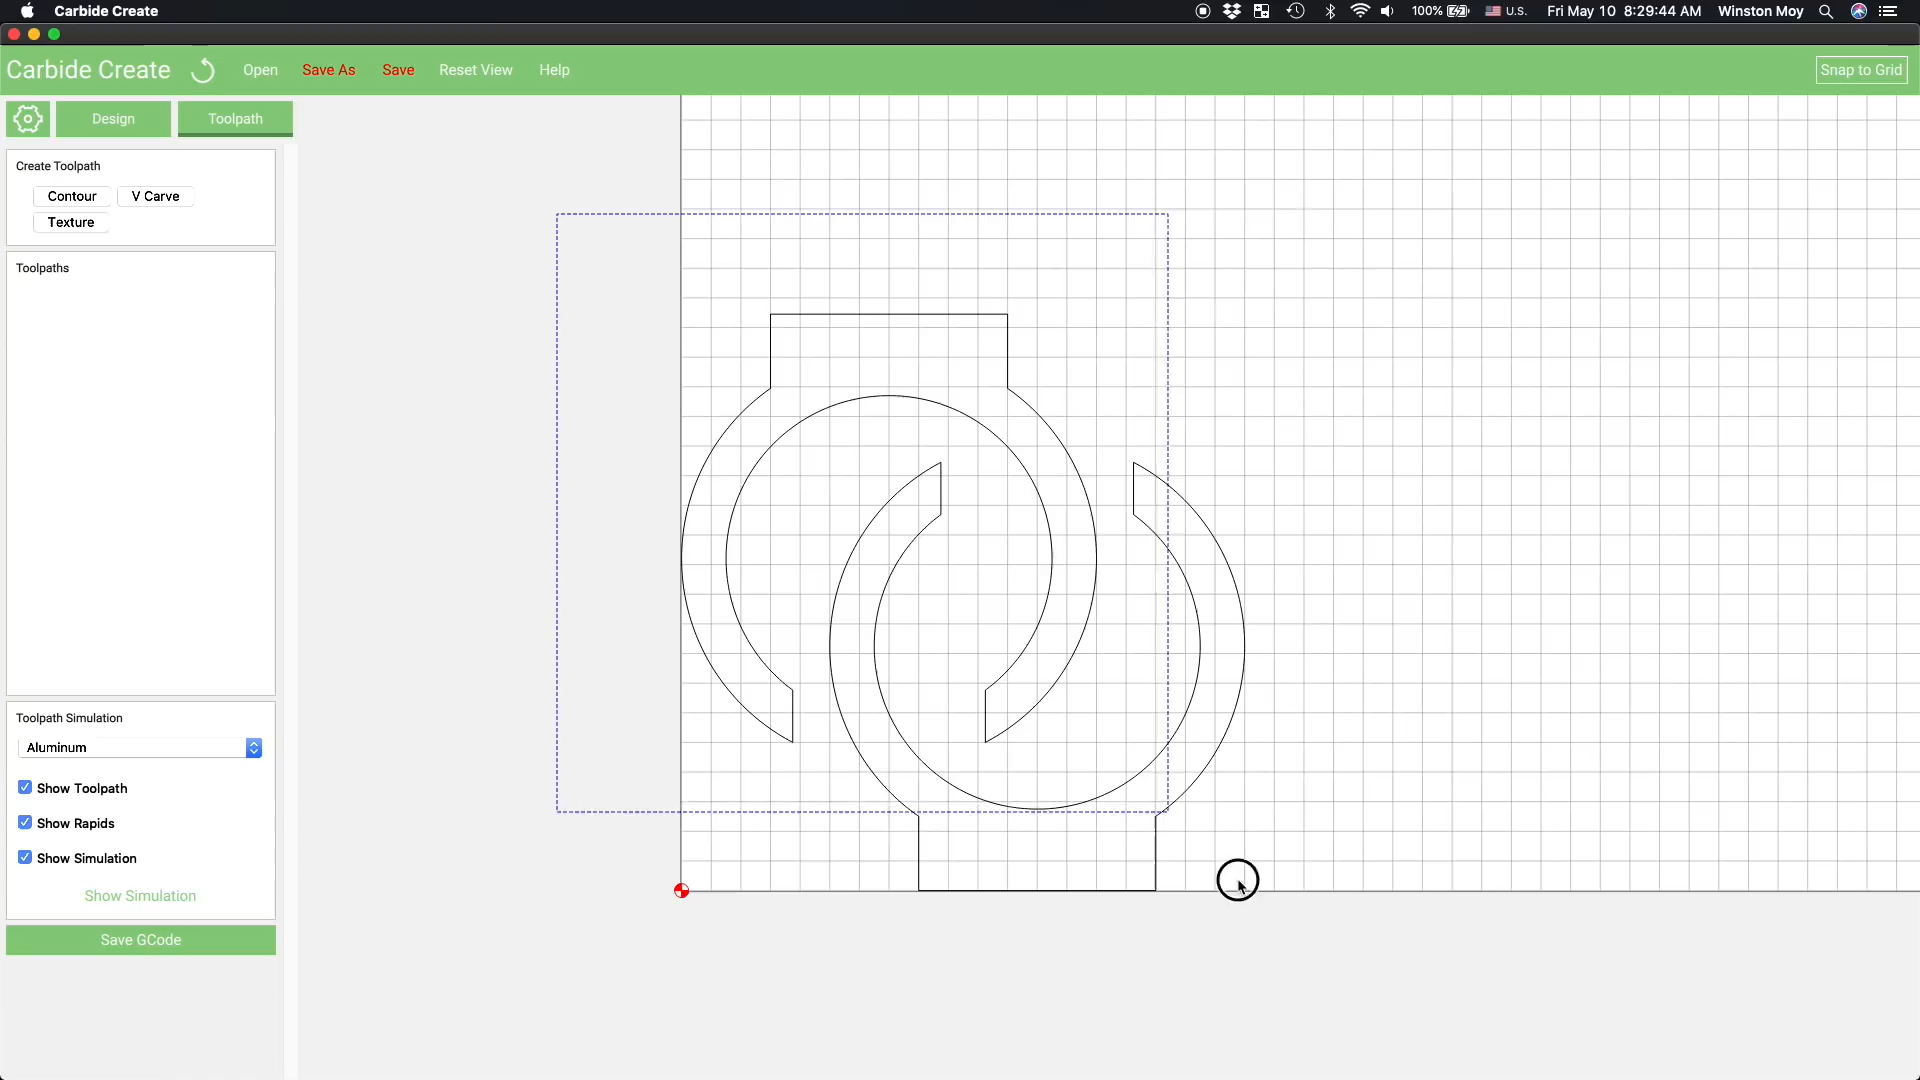 Carbide Create
100% U.S. Fri May 10 8:29:44 AM Winston Moy
Carbide Create Open Save As Save Reset View Help Snap to Grid
Design Toolpath
Create Toolpath
Contour V Carve
Texture
Toolpaths
Toolpath Simulation
Aluminum
Show Toolpath
Show Rapids
Show Simulation
Show Simulation
Save GCode